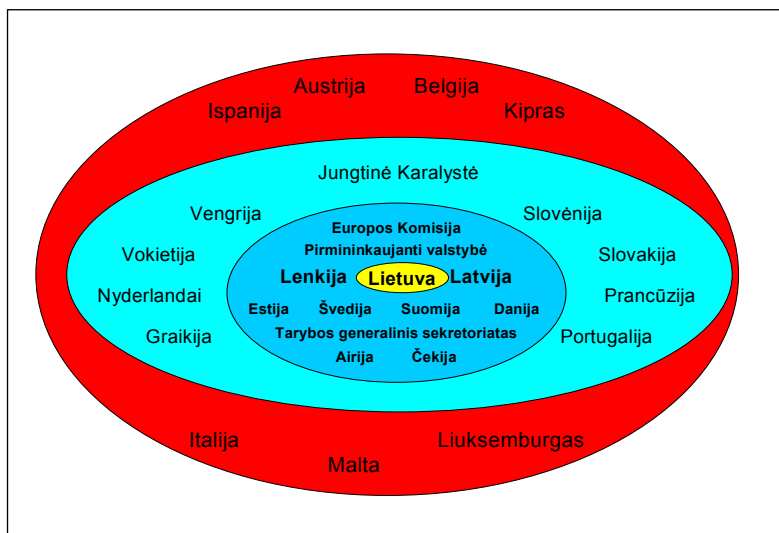 Austrija Belgija
Ispanija Kipras
Jungtinė Karalystė
Vengrija Slovėnija
Europos Komisija
Pirmininkaujanti valstybė
Vokietija Slovakija
Lenkija Lietuva Latvija
Nyderlandai Prancūzija
Estija Švedija Suomija Danija
Tarybos generalinis sekretoriatas
Graikija Portugalija
Airija Čekija
Italija Liuksemburgas
Malta